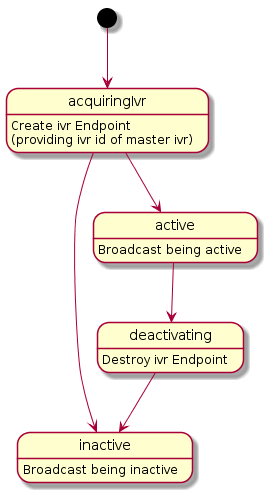 acquiringIvr
Create ivr Endpoint
(providing ivr id of master ivr)
active
Broadcast being active
deactivating
Destroy ivr Endpoint
inactive
Broadcast being inactive